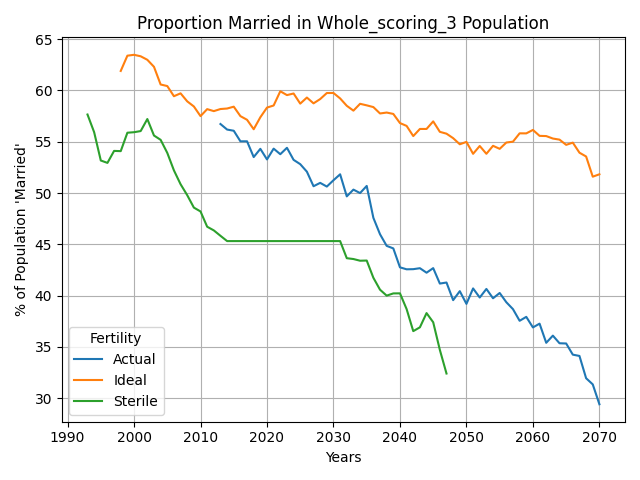 Proportion Married in Whole_scoring_3 Population
% of Population 'Married'
65
60
55
50
45
40
35
30
Fertility
Actual
Ideal
Sterile
1990 2000 2010 2020 2030 2040 2050 2060 2070
Years